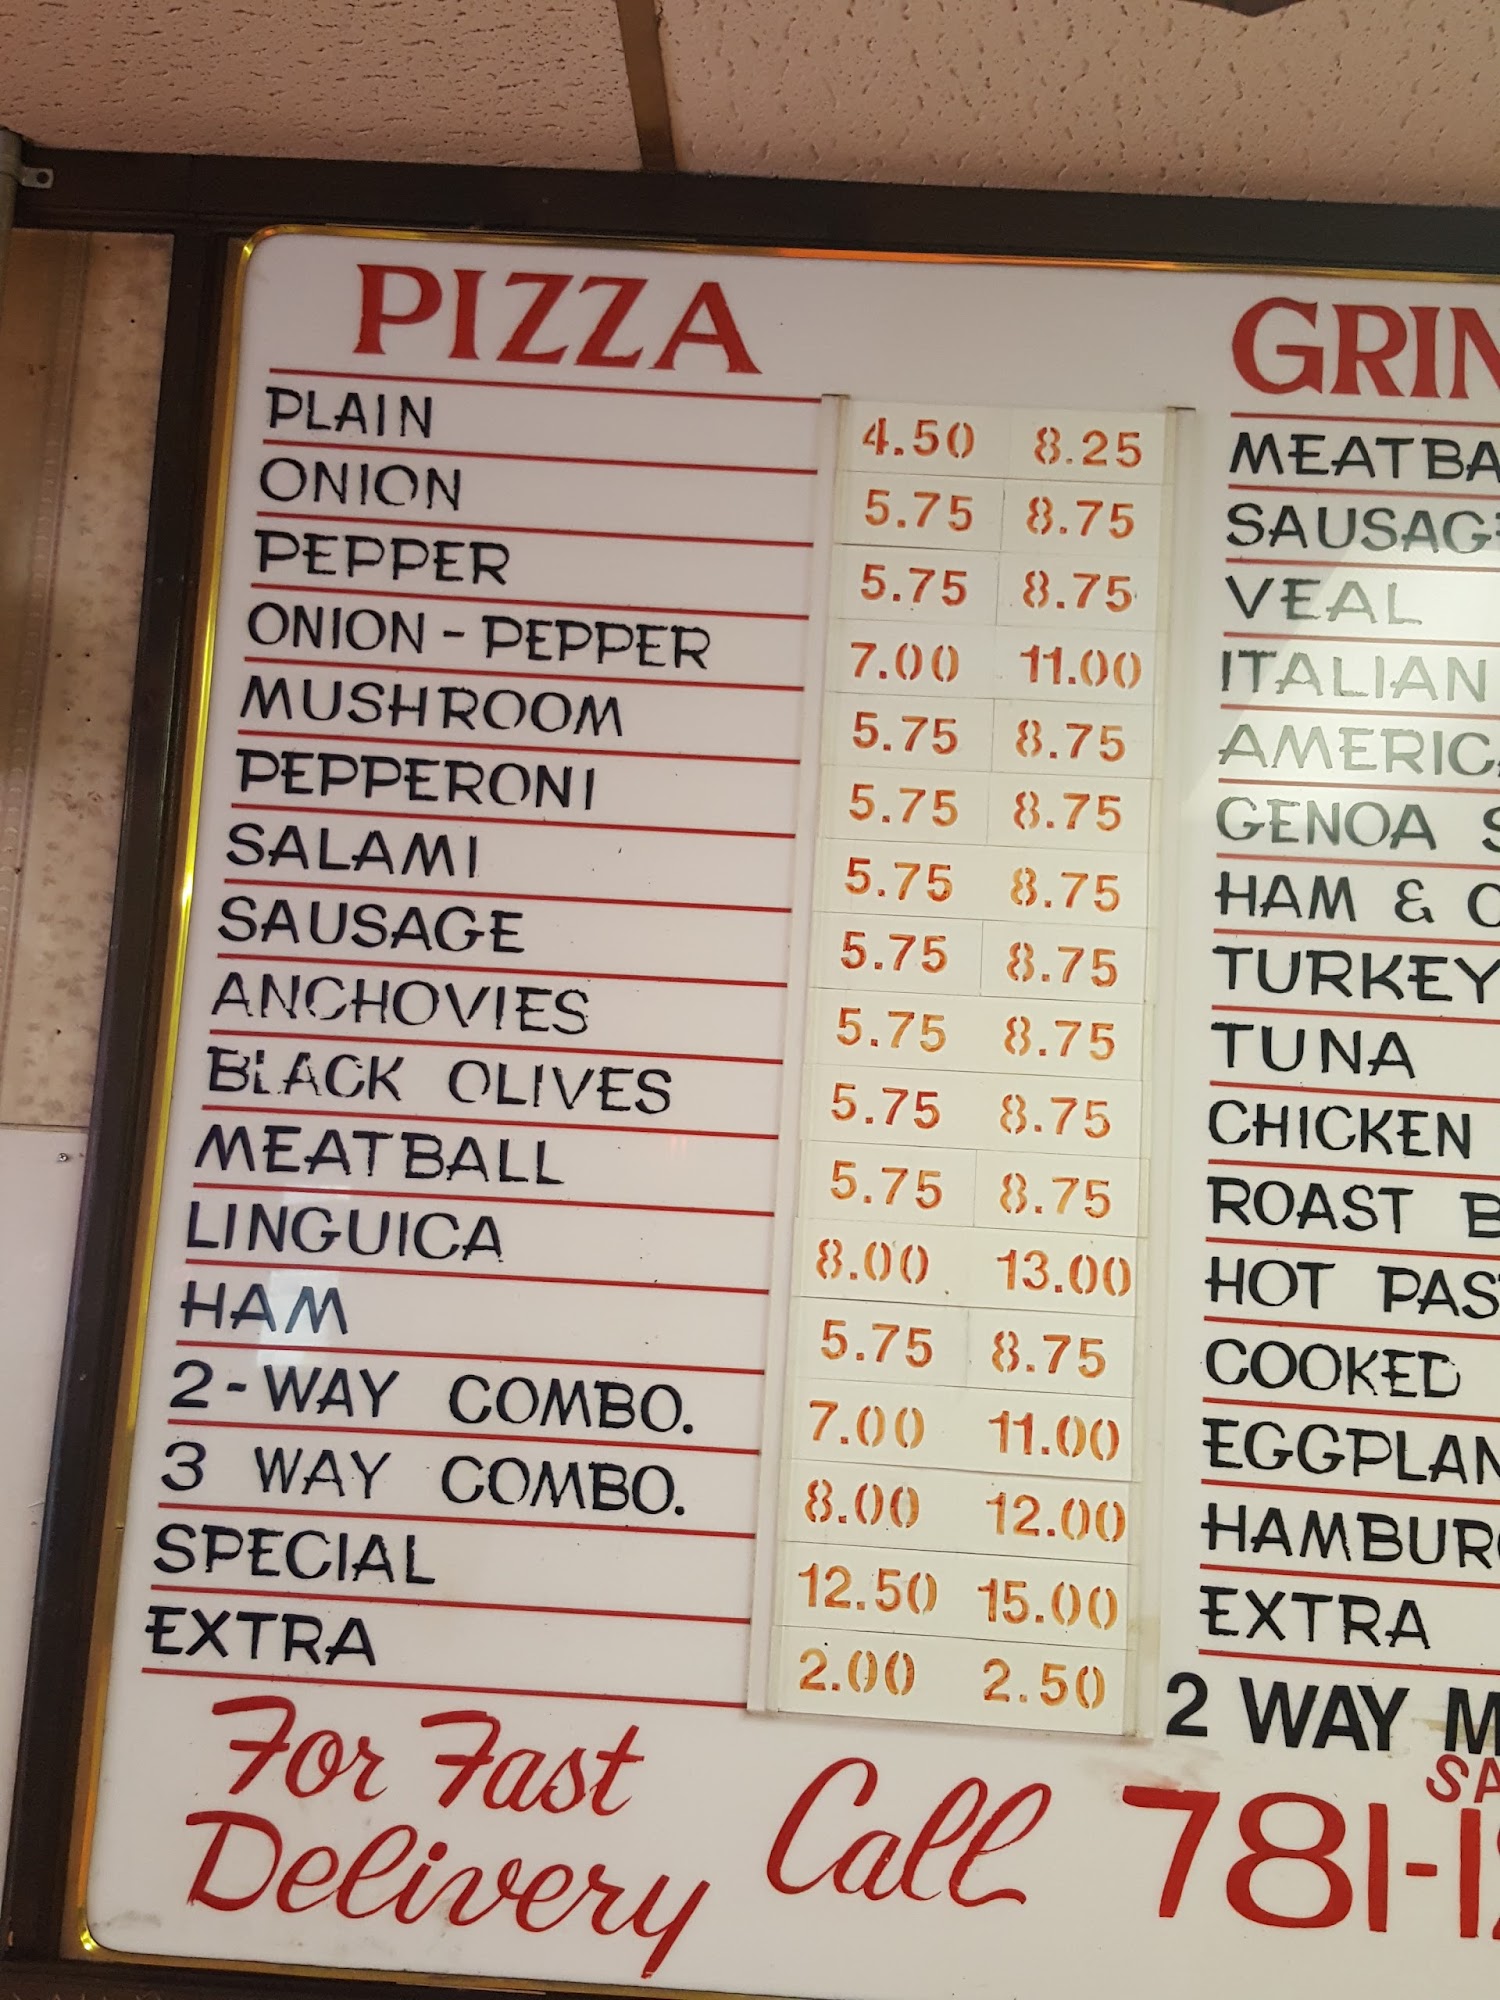 PIZZA
PLAIN 4.50 8.25
ONION 5.75 8.75
PEPPER 5.75 8.75
ONION - PEPPER 7.00 11.00
MUSHROOM 5.75 8.75
PEPPERONI 5.75 8.75
SALAMI 5.75 8.75
SAUSAGE 5.75 8.75
ANCHOVIES 5.75 8.75
BLACK OLIVES 5.75 8.75
MEATBALL 5.75 8.75
LINGUICA 8.00 13.00
HAM 5.75 8.75
2-WAY COMBO. 7.00 11.00
3 WAY COMBO. 8.00 12.00
SPECIAL 12.50 15.00
EXTRA 2.00 2.50
GRIN
MEATBA
SAUSAG
VEAL
ITALIAN
AMERIC
GENOA S
HAM & C
TURKEY
TUNA
CHICKEN
ROAST B
HOT PAS
COOKED
EGGPLAN
HAMBUR
EXTRA
2 WAY M
SA
For Fast
Delivery Call 781-1